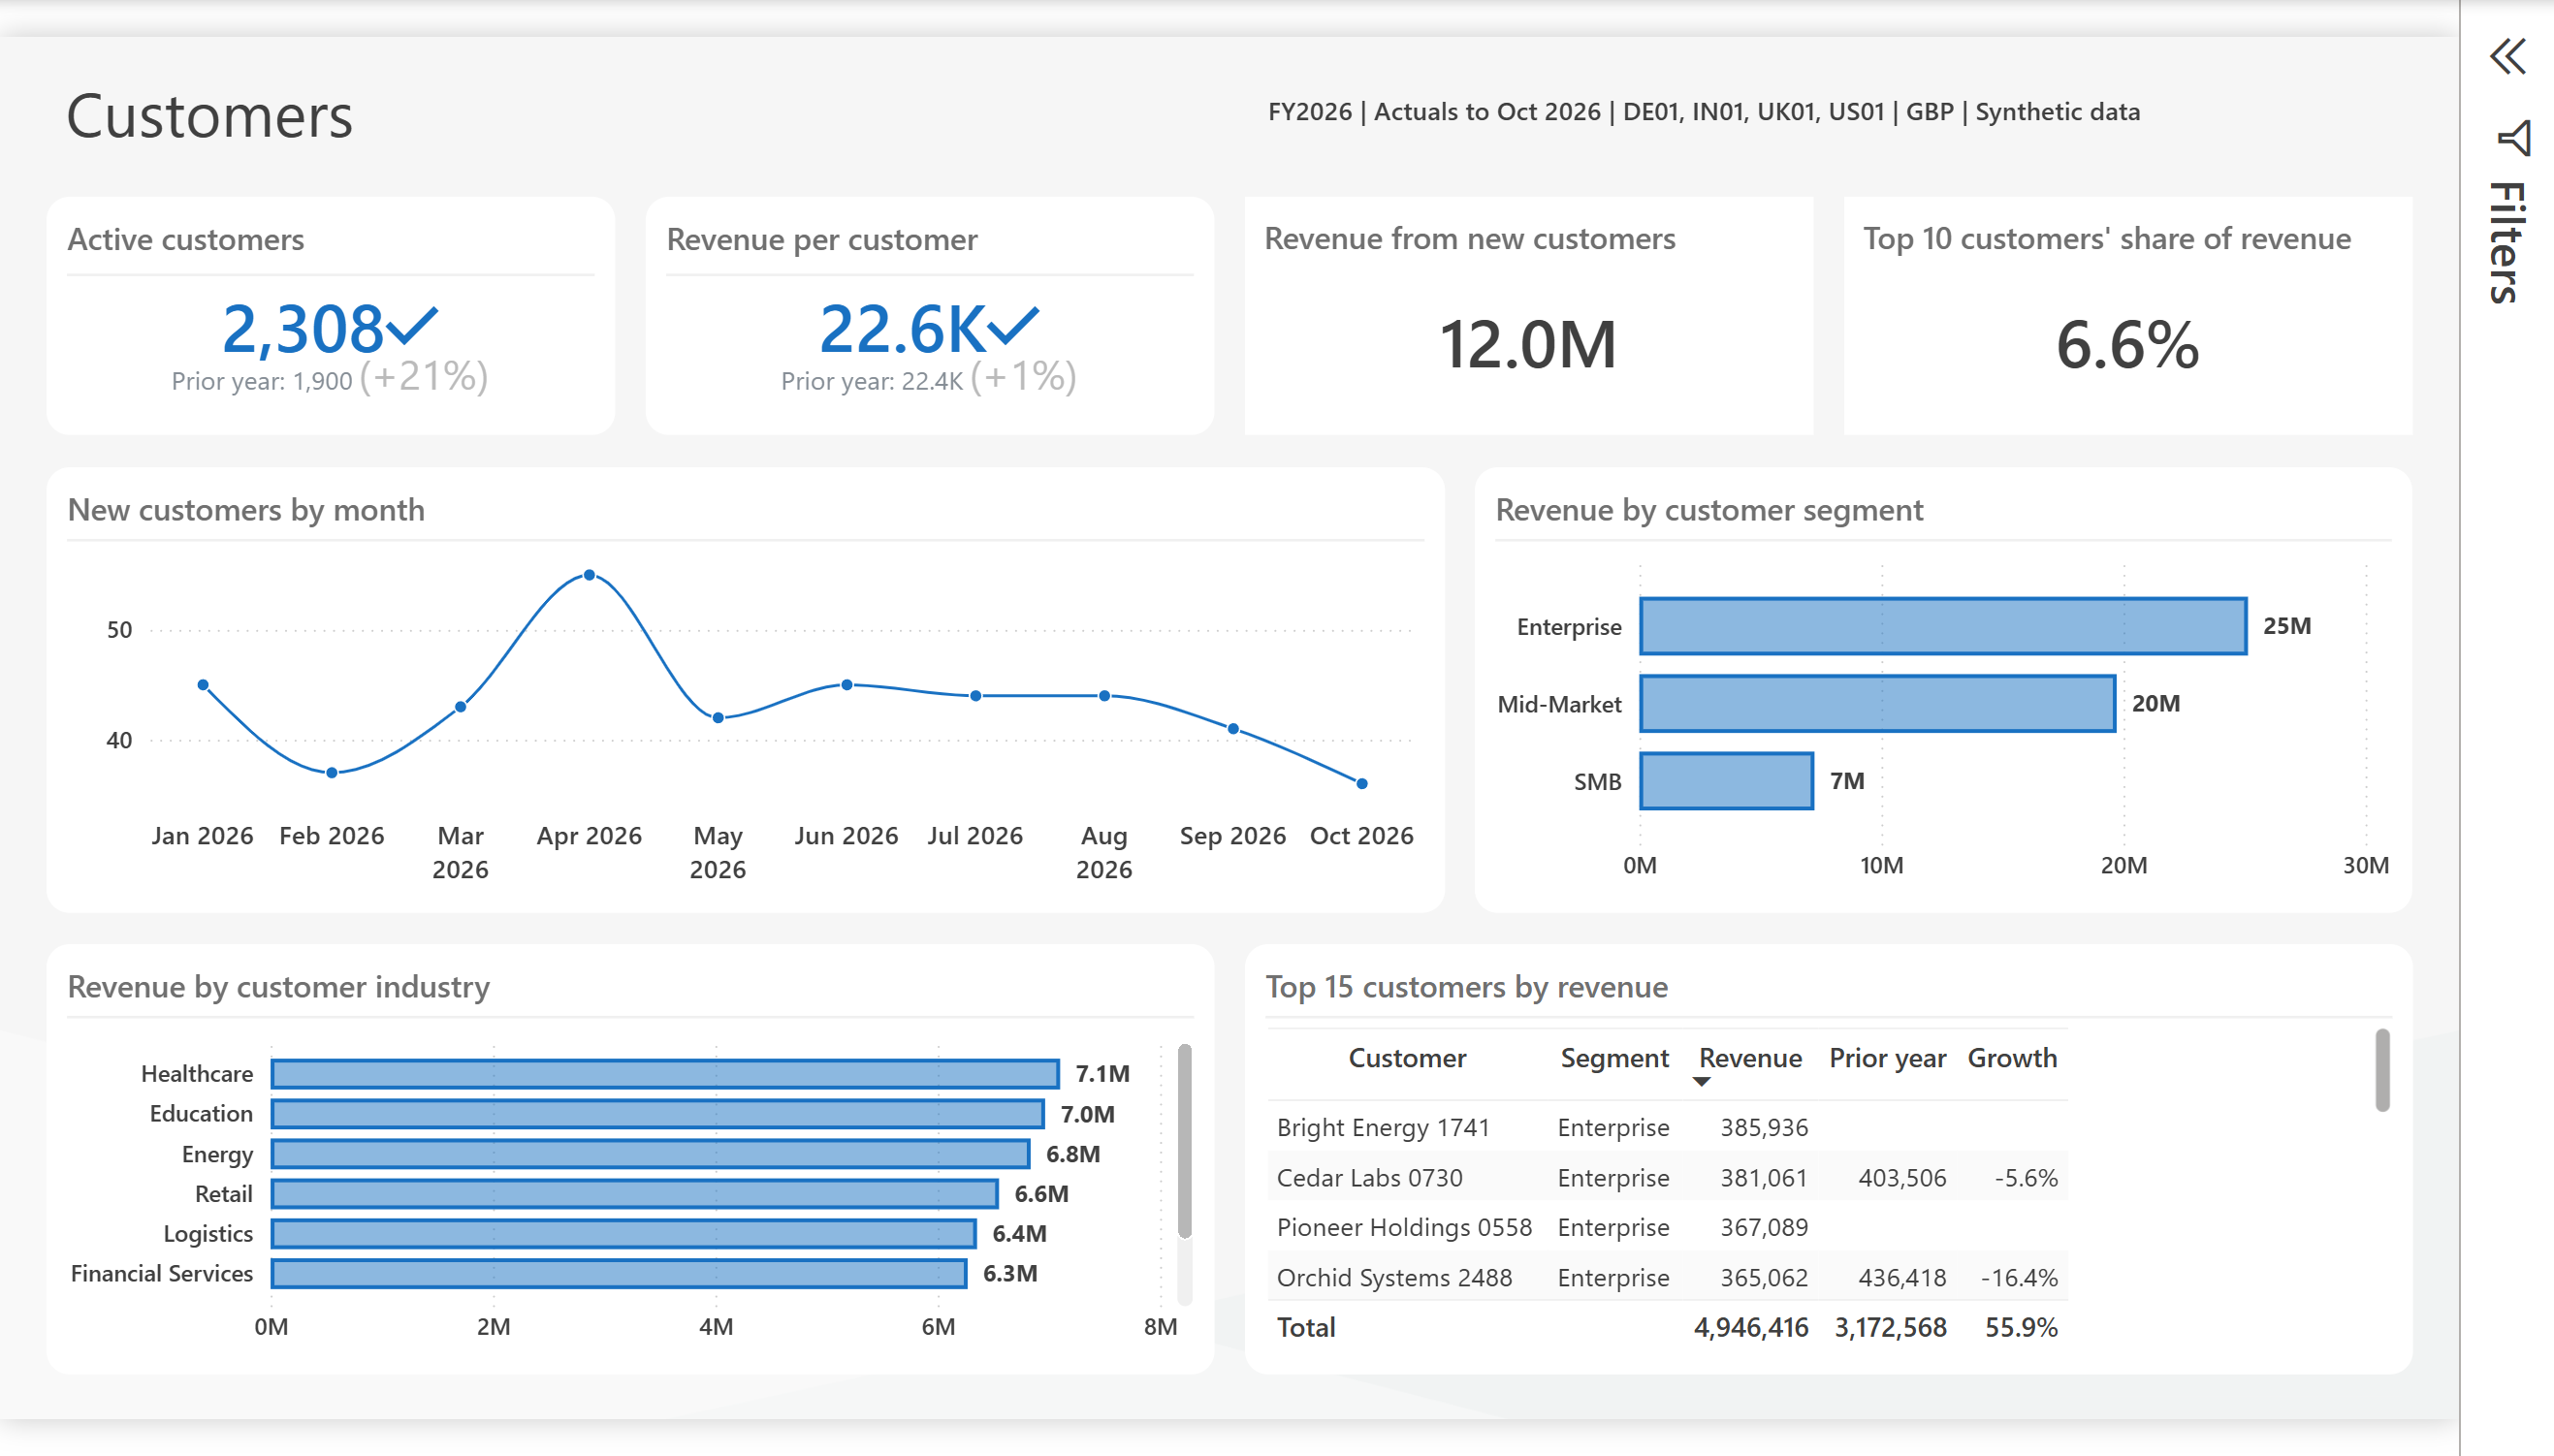 Customers
FY2026 | Actuals to Oct 2026 | DE01, IN01, UK01, US01 | GBP | Synthetic data
Filters
Active customers
2,308
Prior year: 1,900 (+21%)
Revenue per customer
22.6K
Prior year: 22.4K (+1%)
Revenue from new customers
12.0M
Top 10 customers' share of revenue
6.6%
New customers by month
50
40
Jan 2026 Feb 2026 Mar 2026 Apr 2026 May 2026 Jun 2026 Jul 2026 Aug 2026 Sep 2026 Oct 2026
Revenue by customer segment
Enterprise 25M
Mid-Market 20M
SMB 7M
0M 10M 20M 30M
Revenue by customer industry
Healthcare 7.1M
Education 7.0M
Energy 6.8M
Retail 6.6M
Logistics 6.4M
Financial Services 6.3M
0M 2M 4M 6M 8M
Top 15 customers by revenue
Customer Segment Revenue Prior year Growth
Bright Energy 1741 Enterprise 385,936
Cedar Labs 0730 Enterprise 381,061 403,506 -5.6%
Pioneer Holdings 0558 Enterprise 367,089
Orchid Systems 2488 Enterprise 365,062 436,418 -16.4%
Total 4,946,416 3,172,568 55.9%